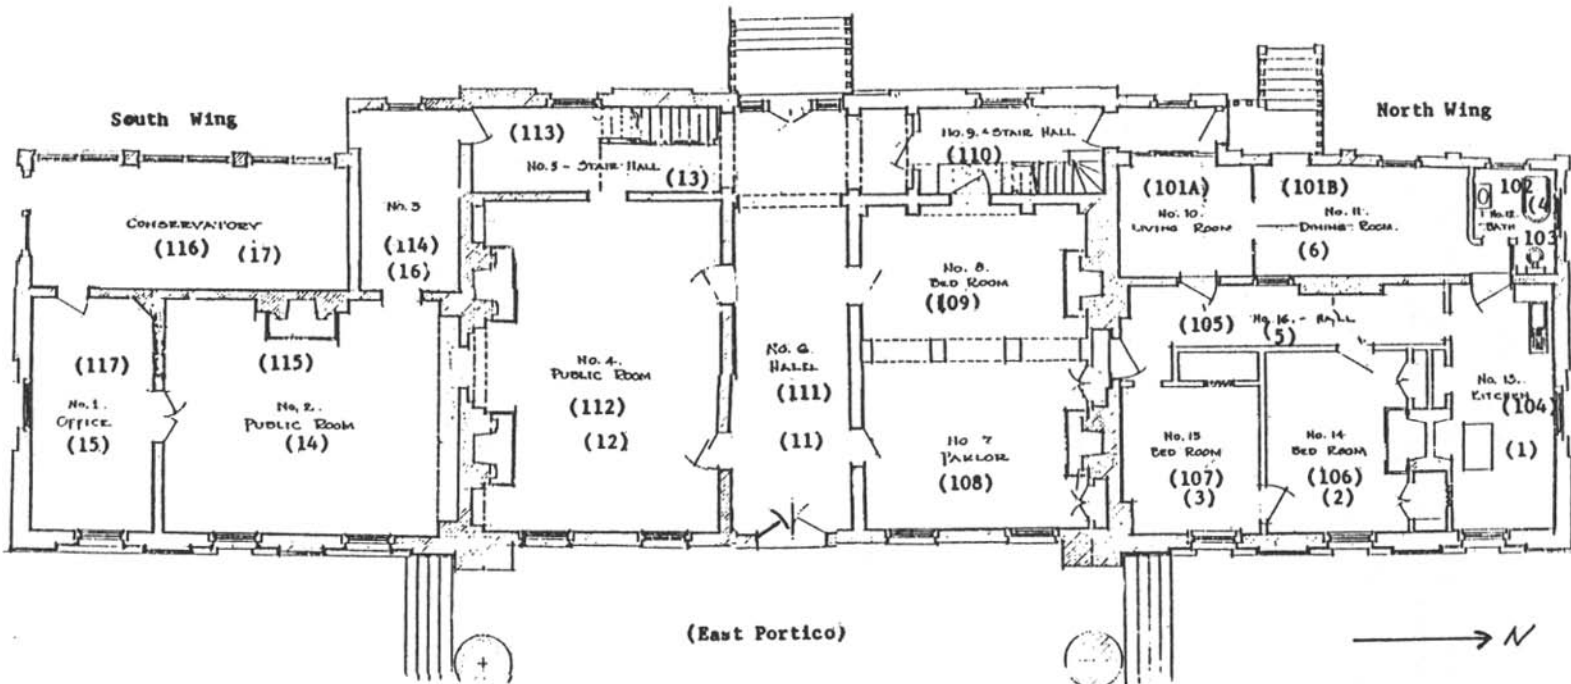 South Wing
North Wing
(113)
No. 5 - STAIR HALL
(13)
No. 9 - STAIR HALL
(110)
(101A)
No. 10.
LIVING ROOM
(101B)
No. 11.
DINING ROOM.
(6)
102
(4)
No. 12.
BATH
103
CONSERVATORY
(116) (17)
No. 3
(114)
(16)
No. 8.
BED ROOM
(109)
(105)
No. 16. - HALL
(5)
(117)
No. 1.
OFFICE
(15)
(115)
No. 2.
PUBLIC ROOM
(14)
No. 4.
PUBLIC ROOM
(112)
(12)
No. 6.
HALL
(111)
(11)
No 7
PARLOR
(108)
No. 15
BED ROOM
(107)
(3)
No. 14
BED ROOM
(106)
(2)
No. 13.
KITCHEN
(104)
(1)
(East Portico)
N